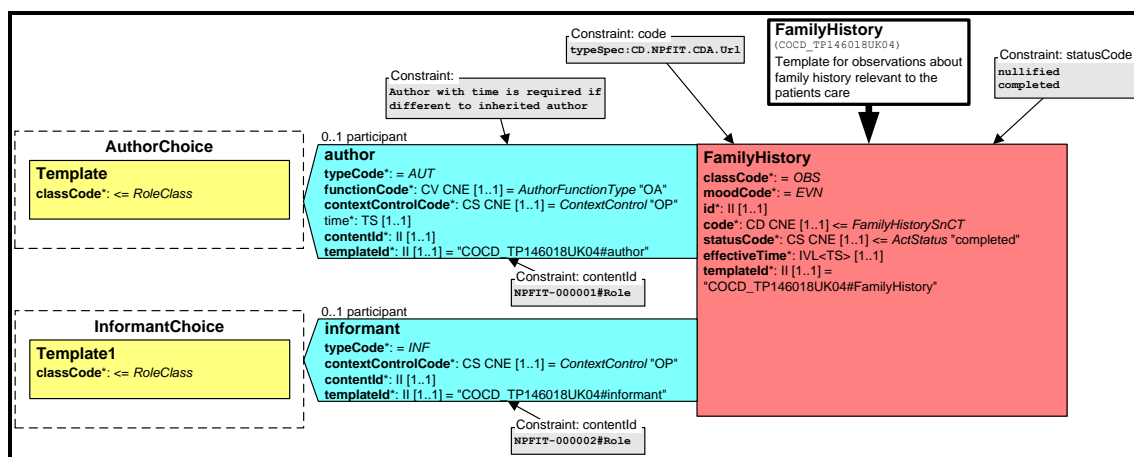 Constraint: code
typeSpec:CD.NPfIT.CDA.Url
FamilyHistory
(COCD_TP146018UK04)
Template for observations about
family history relevant to the
patients care
Constraint: statusCode
nullified
completed
Constraint:
Author with time is required if
different to inherited author
AuthorChoice
Template
classCode*: <= RoleClass
0..1 participant
author
typeCode*: = AUT
functionCode*: CV CNE [1..1] = AuthorFunctionType "OA"
contextControlCode*: CS CNE [1..1] = ContextControl "OP"
time*: TS [1..1]
contentId*: II [1..1]
templateId*: II [1..1] = "COCD_TP146018UK04#author"
Constraint: contentId
NPFIT-000001#Role
FamilyHistory
classCode*: = OBS
moodCode*: = EVN
id*: II [1..1]
code*: CD CNE [1..1] <= FamilyHistorySnCT
statusCode*: CS CNE [1..1] <= ActStatus "completed"
effectiveTime*: IVL<TS> [1..1]
templateId*: II [1..1] =
"COCD_TP146018UK04#FamilyHistory"
InformantChoice
Template1
classCode*: <= RoleClass
0..1 participant
informant
typeCode*: = INF
contextControlCode*: CS CNE [1..1] = ContextControl "OP"
contentId*: II [1..1]
templateId*: II [1..1] = "COCD_TP146018UK04#informant"
Constraint: contentId
NPFIT-000002#Role